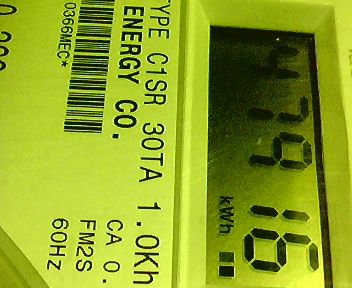 47916
kWh
TYPE C1SR 30TA 1.0Kh
ENERGY CO.
CA 0.
FM2S
60Hz
0366MEC*